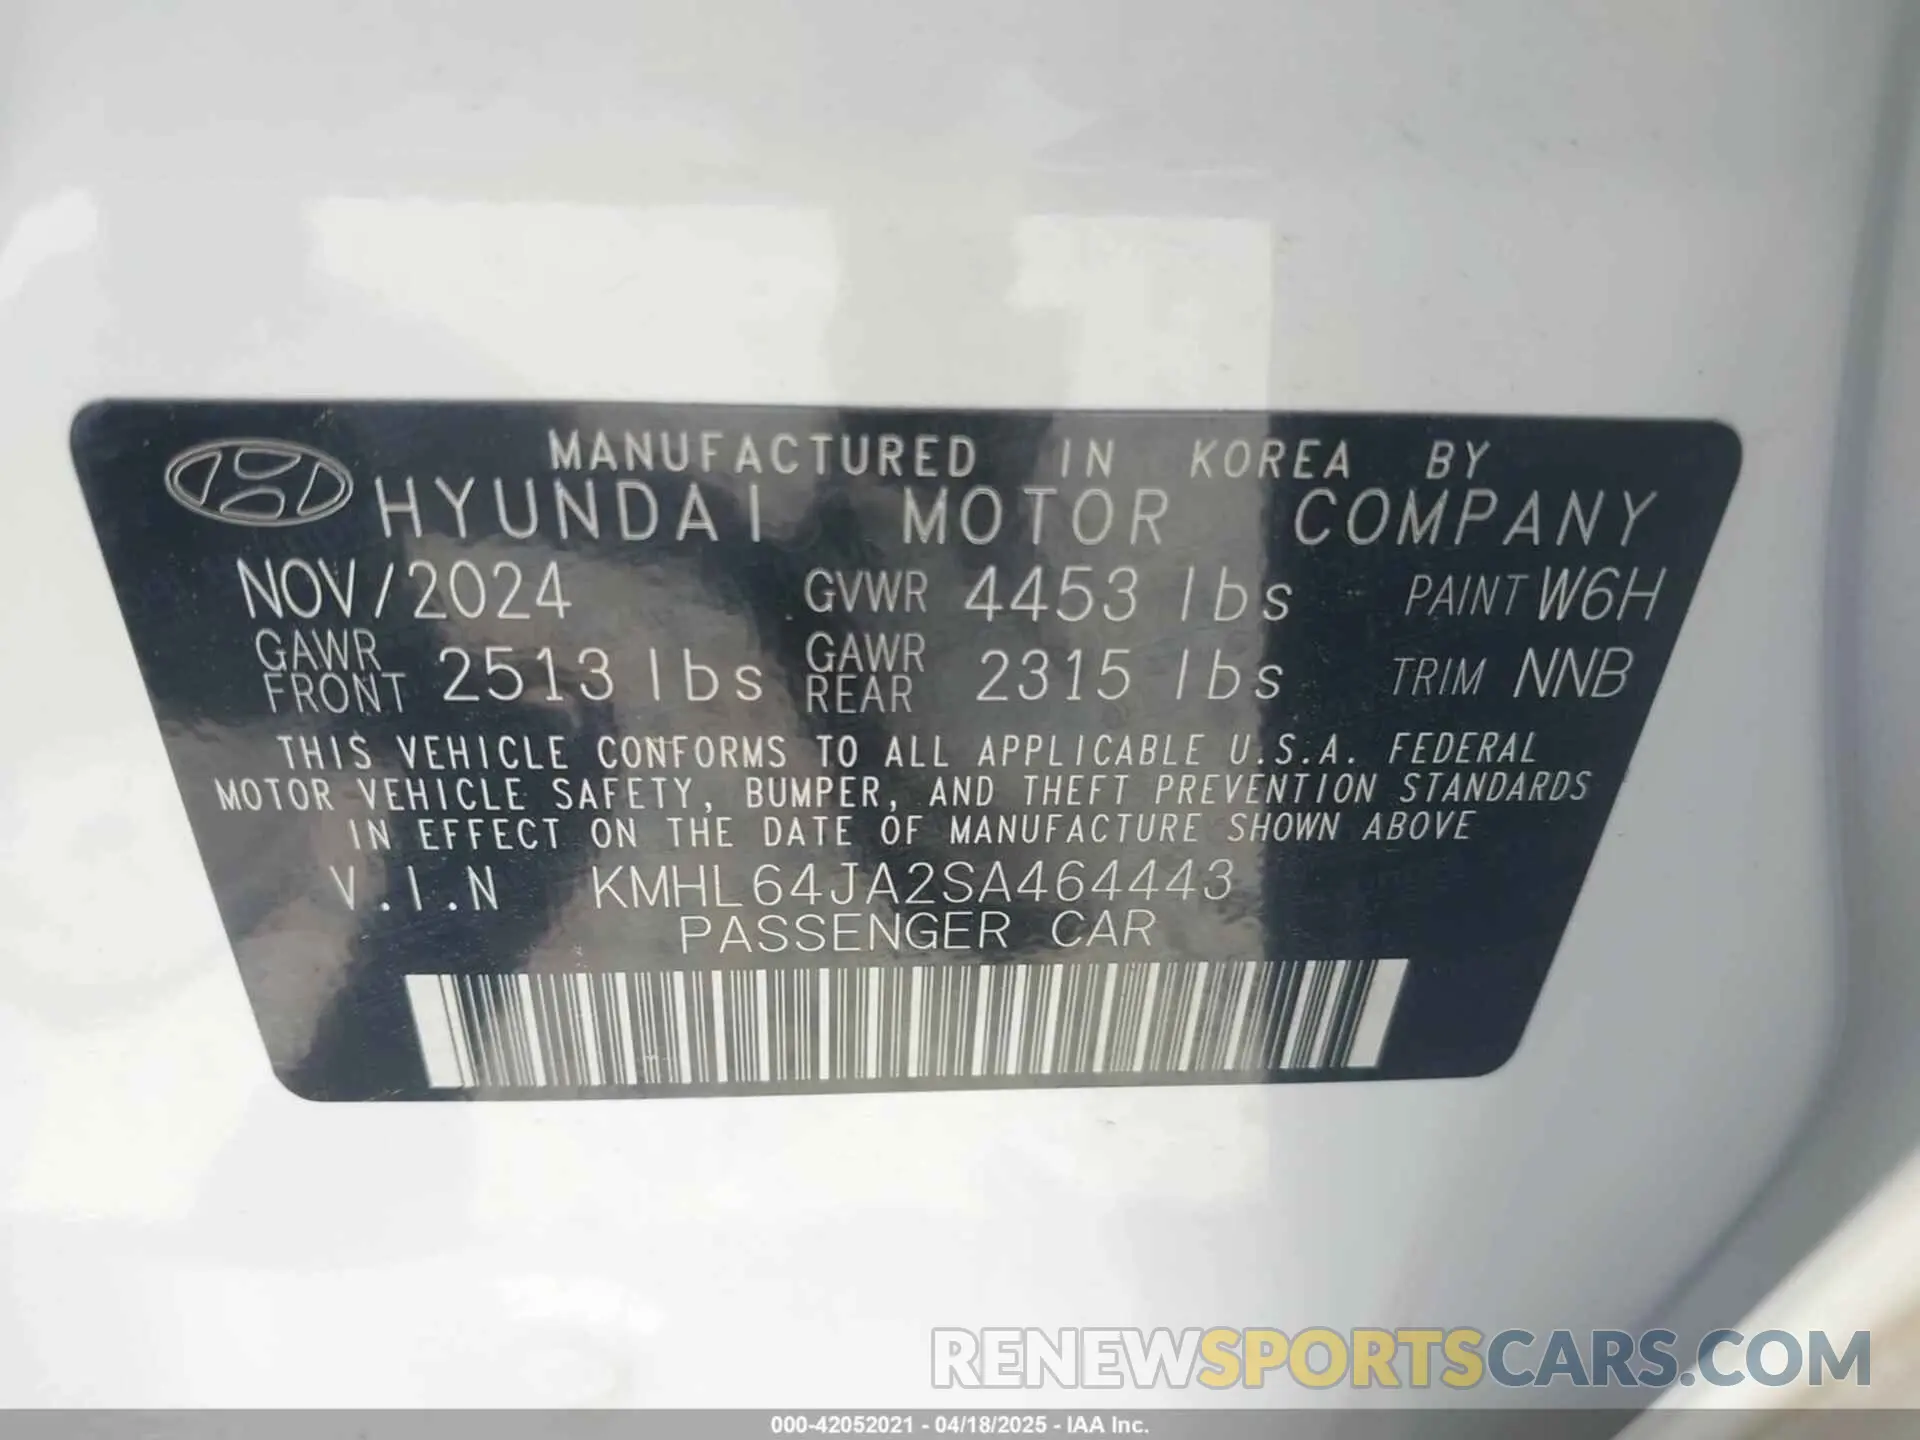 MANUFACTURED IN KOREA BY
HYUNDAI MOTOR COMPANY
NOV/2024 GVWR 4453 lbs PAINT W6H
GAWR FRONT 2513 lbs GAWR REAR 2315 lbs TRIM NNB
THIS VEHICLE CONFORMS TO ALL APPLICABLE U.S.A. FEDERAL
MOTOR VEHICLE SAFETY, BUMPER, AND THEFT PREVENTION STANDARDS
IN EFFECT ON THE DATE OF MANUFACTURE SHOWN ABOVE
V.I.N KMHL64JA2SA464443
PASSENGER CAR
RENEWSPORTSCARS.COM
000-42052021 - 04/18/2025 - IAA Inc.